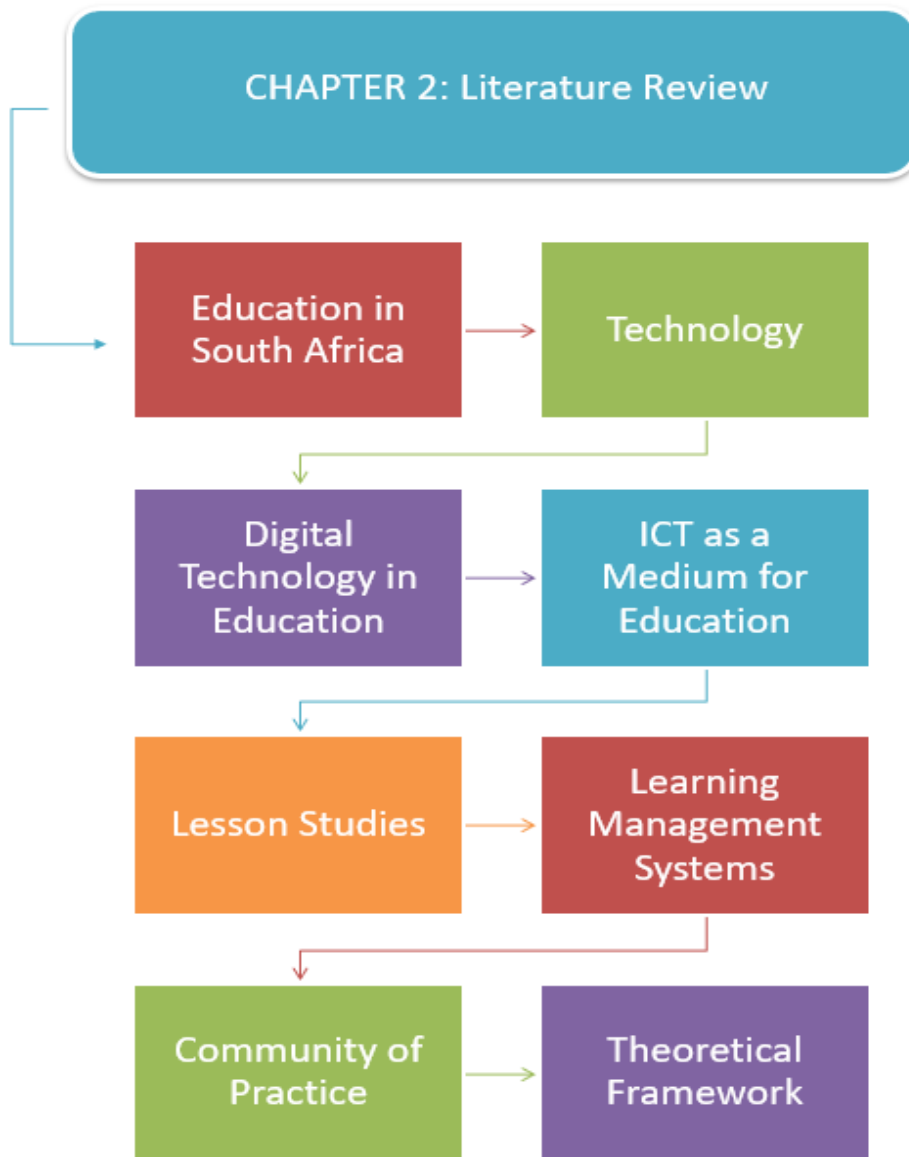 CHAPTER 2: Literature Review
Education in
South Africa
Technology
Digital
Technology in
Education
ICT as a
Medium for
Education
Lesson Studies
Learning
Management
Systems
Community of
Practice
Theoretical
Framework